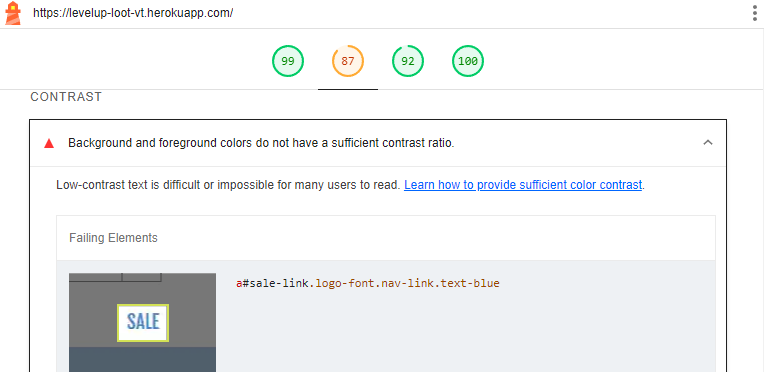 https://levelup-loot-vt.herokuapp.com/
99 87 92 100
CONTRAST
Background and foreground colors do not have a sufficient contrast ratio.
Low-contrast text is difficult or impossible for many users to read. Learn how to provide sufficient color contrast.
Failing Elements
a#sale-link.logo-font.nav-link.text-blue
SALE